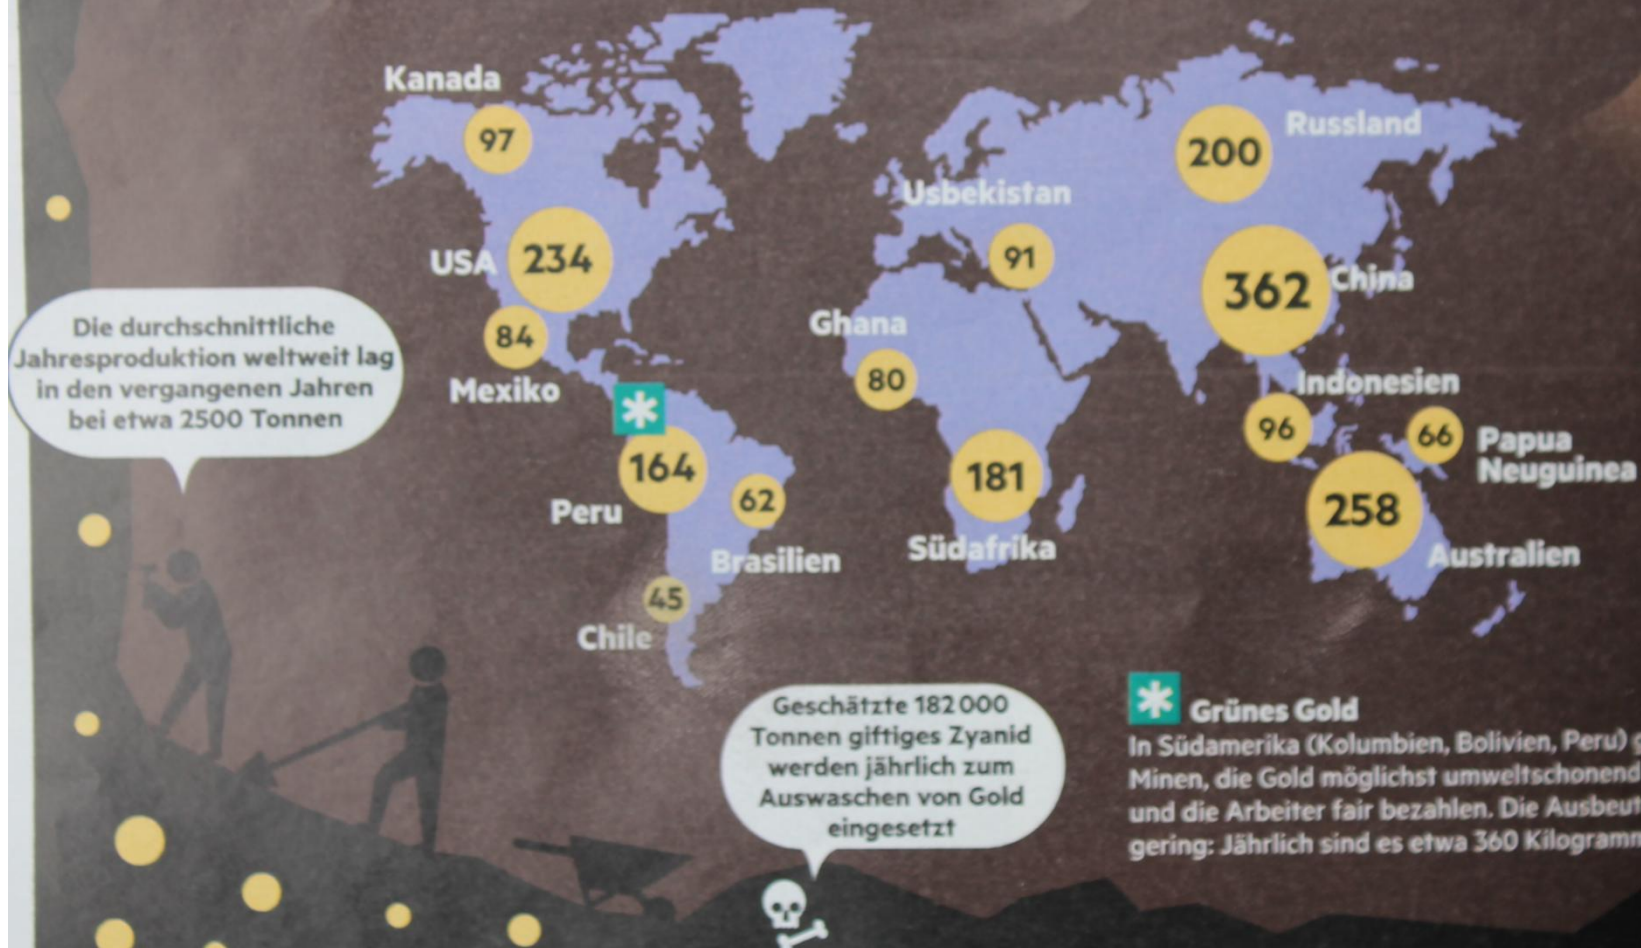 Kanada
97
Russland
200
Usbekistan
91
USA
234
362
China
Die durchschnittliche
Jahresproduktion weltweit lag
in den vergangenen Jahren
bei etwa 2500 Tonnen
84
Mexiko
Ghana
80
Indonesien
96
66
Papua
Neuguinea
164
Peru
62
Brasilien
181
Südafrika
258
Australien
45
Chile
Geschätzte 182 000
Tonnen giftiges Zyanid
werden jährlich zum
Auswaschen von Gold
eingesetzt
Grünes Gold
In Südamerika (Kolumbien, Bolivien, Peru)
Minen, die Gold möglichst umweltschonend
und die Arbeiter fair bezahlen. Die Ausbeut
gering: Jährlich sind es etwa 360 Kilogramm